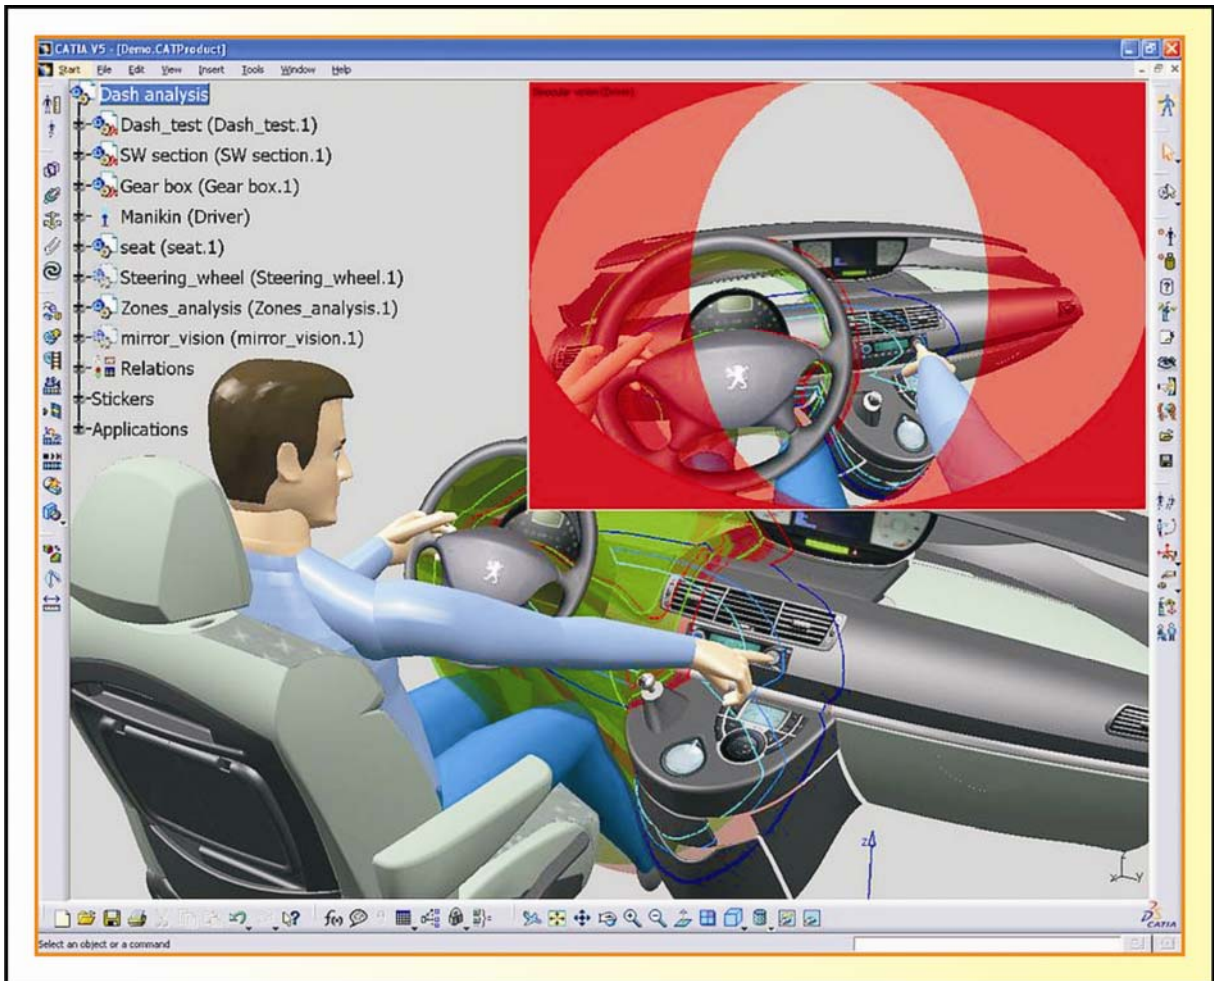 CATIA V5 - [Demo.CATProduct]
Start File Edit View Insert Tools Window Help
Dash analysis
Dash_test (Dash_test.1)
SW section (SW section.1)
Gear box (Gear box.1)
Manikin (Driver)
seat (seat.1)
Steering_wheel (Steering_wheel.1)
Zones_analysis (Zones_analysis.1)
mirror_vision (mirror_vision.1)
Relations
Stickers
Applications
z
x y
f(x)
CATIA
Select an object or a command